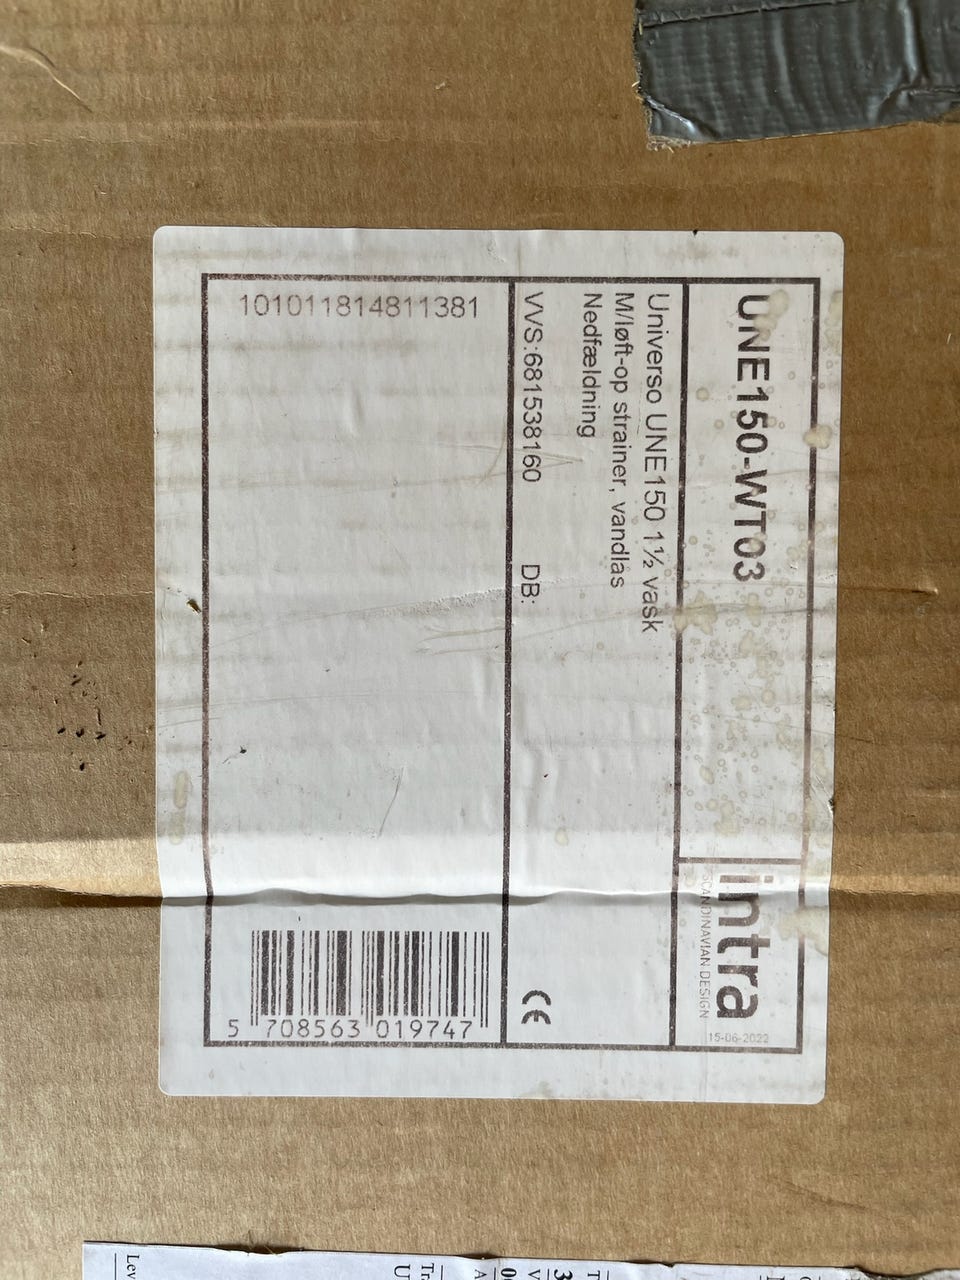 UNE150-WT03
intra
SCANDINAVIAN DESIGN
15-06-2022
Universo UNE150 1½ vask
M/løft-op strainer, vandlås
Nedfældning
VVS:681538160 DB:
CE
101011814811381
5 708563 019747